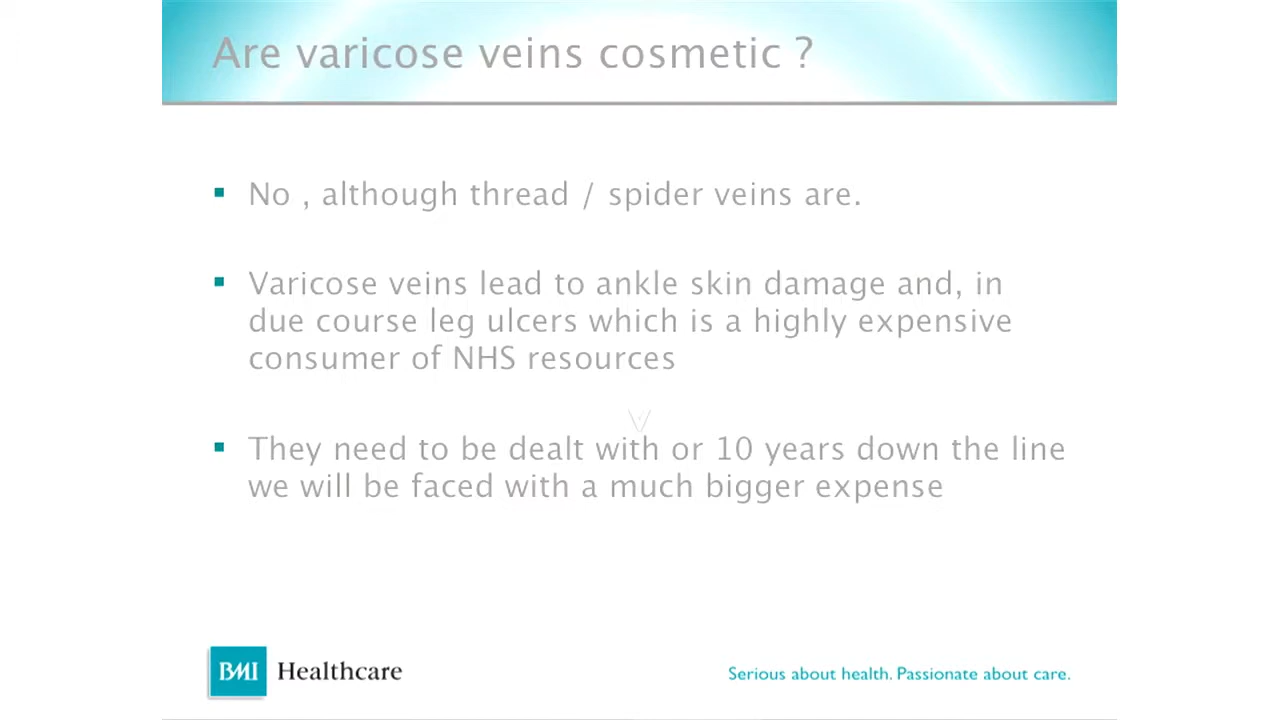 Are varicose veins cosmetic ?
No , although thread / spider veins are.
Varicose veins lead to ankle skin damage and, in
due course leg ulcers which is a highly expensive
consumer of NHS resources
They need to be dealt with or 10 years down the line
we will be faced with a much bigger expense
BMI Healthcare
Serious about health. Passionate about care.